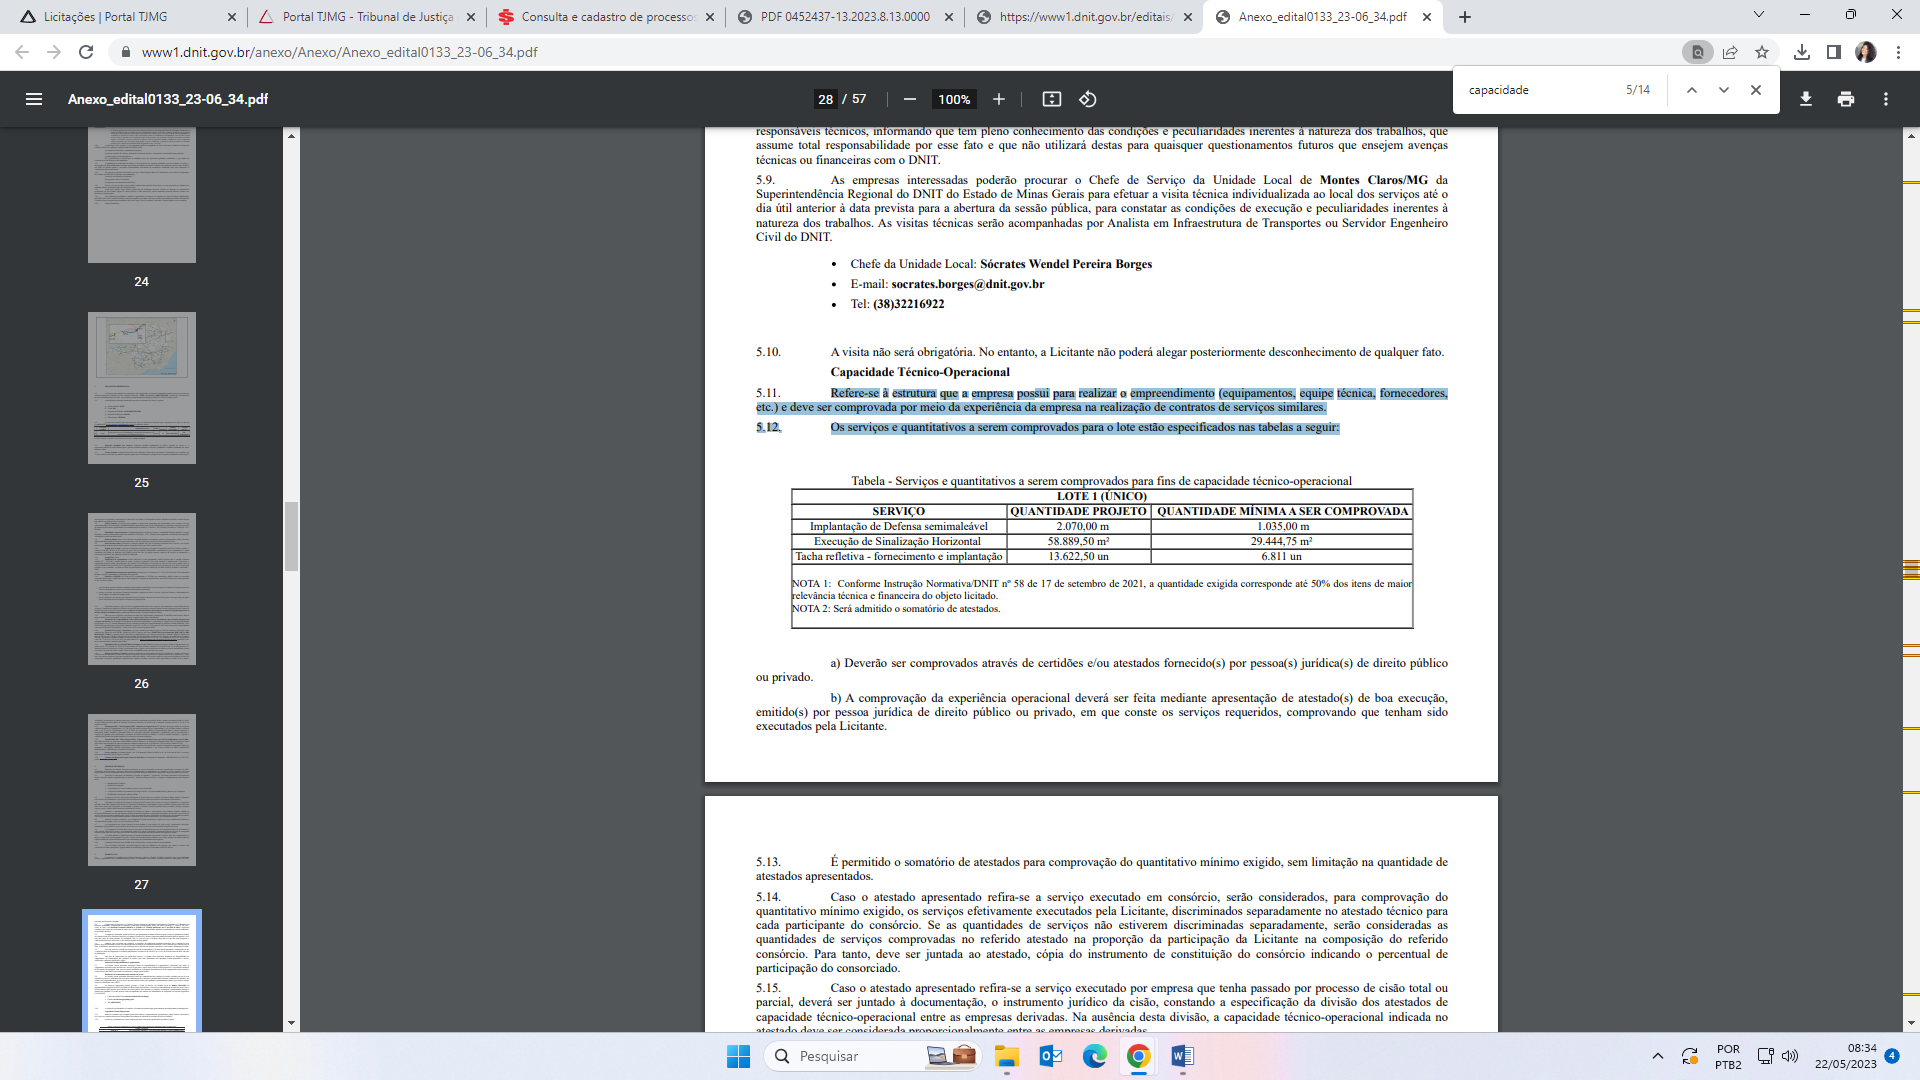 Licitações | Portal TJMG
Portal TJMG - Tribunal de Justiça
Consulta e cadastro de processos
PDF 0452437-13.2023.8.13.0000
https://www1.dnit.gov.br/editais/
Anexo_edital0133_23-06_34.pdf
www1.dnit.gov.br/anexo/Anexo/Anexo_edital0133_23-06_34.pdf
capacidade 5/14
Anexo_edital0133_23-06_34.pdf
28 / 57
100%
24
25
26
27
responsáveis técnicos, informando que tem pleno conhecimento das condições e peculiaridades inerentes à natureza dos trabalhos, que
assume total responsabilidade por esse fato e que não utilizará destas para quaisquer questionamentos futuros que ensejem avenças
técnicas ou financeiras com o DNIT.
5.9. As empresas interessadas poderão procurar o Chefe de Serviço da Unidade Local de Montes Claros/MG da
Superintendência Regional do DNIT do Estado de Minas Gerais para efetuar a visita técnica individualizada ao local dos serviços até o
dia útil anterior à data prevista para a abertura da sessão pública, para constatar as condições de execução e peculiaridades inerentes à
natureza dos trabalhos. As visitas técnicas serão acompanhadas por Analista em Infraestrutura de Transportes ou Servidor Engenheiro
Civil do DNIT.
• Chefe da Unidade Local: Sócrates Wendel Pereira Borges
• E-mail: socrates.borges@dnit.gov.br
• Tel: (38)32216922
5.10. A visita não será obrigatória. No entanto, a Licitante não poderá alegar posteriormente desconhecimento de qualquer fato.
Capacidade Técnico-Operacional
5.11. Refere-se à estrutura que a empresa possui para realizar o empreendimento (equipamentos, equipe técnica, fornecedores,
etc.) e deve ser comprovada por meio da experiência da empresa na realização de contratos de serviços similares.
5.12. Os serviços e quantitativos a serem comprovados para o lote estão especificados nas tabelas a seguir:
Tabela - Serviços e quantitativos a serem comprovados para fins de capacidade técnico-operacional
LOTE 1 (ÚNICO)
SERVIÇO QUANTIDADE PROJETO QUANTIDADE MÍNIMA A SER COMPROVADA
Implantação de Defensa semimaleável 2.070,00 m 1.035,00 m
Execução de Sinalização Horizontal 58.889,50 m² 29.444,75 m²
Tacha refletiva - fornecimento e implantação 13.622,50 un 6.811 un
NOTA 1: Conforme Instrução Normativa/DNIT nº 58 de 17 de setembro de 2021, a quantidade exigida corresponde até 50% dos itens de maior
relevância técnica e financeira do objeto licitado.
NOTA 2: Será admitido o somatório de atestados.
a) Deverão ser comprovados através de certidões e/ou atestados fornecido(s) por pessoa(s) jurídica(s) de direito público
ou privado.
b) A comprovação da experiência operacional deverá ser feita mediante apresentação de atestado(s) de boa execução,
emitido(s) por pessoa jurídica de direito público ou privado, em que conste os serviços requeridos, comprovando que tenham sido
executados pela Licitante.
5.13. É permitido o somatório de atestados para comprovação do quantitativo mínimo exigido, sem limitação na quantidade de
atestados apresentados.
5.14. Caso o atestado apresentado refira-se a serviço executado em consórcio, serão considerados, para comprovação do
quantitativo mínimo exigido, os serviços efetivamente executados pela Licitante, discriminados separadamente no atestado técnico para
cada participante do consórcio. Se as quantidades de serviços não estiverem discriminadas separadamente, serão consideradas as
quantidades de serviços comprovadas no referido atestado na proporção da participação da Licitante na composição do referido
consórcio. Para tanto, deve ser juntada ao atestado, cópia do instrumento de constituição do consórcio indicando o percentual de
participação do consorciado.
5.15. Caso o atestado apresentado refira-se a serviço executado por empresa que tenha passado por processo de cisão total ou
parcial, deverá ser juntado à documentação, o instrumento jurídico da cisão, constando a especificação da divisão dos atestados de
capacidade técnico-operacional entre as empresas derivadas. Na ausência desta divisão, a capacidade técnico-operacional indicada no
atestado deve ser considerada proporcionalmente entre as empresas derivadas.
Pesquisar
POR
PTB2
08:34
22/05/2023
4